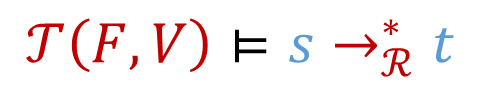 𝒯(F, V) ⊨ s →*ℛ t